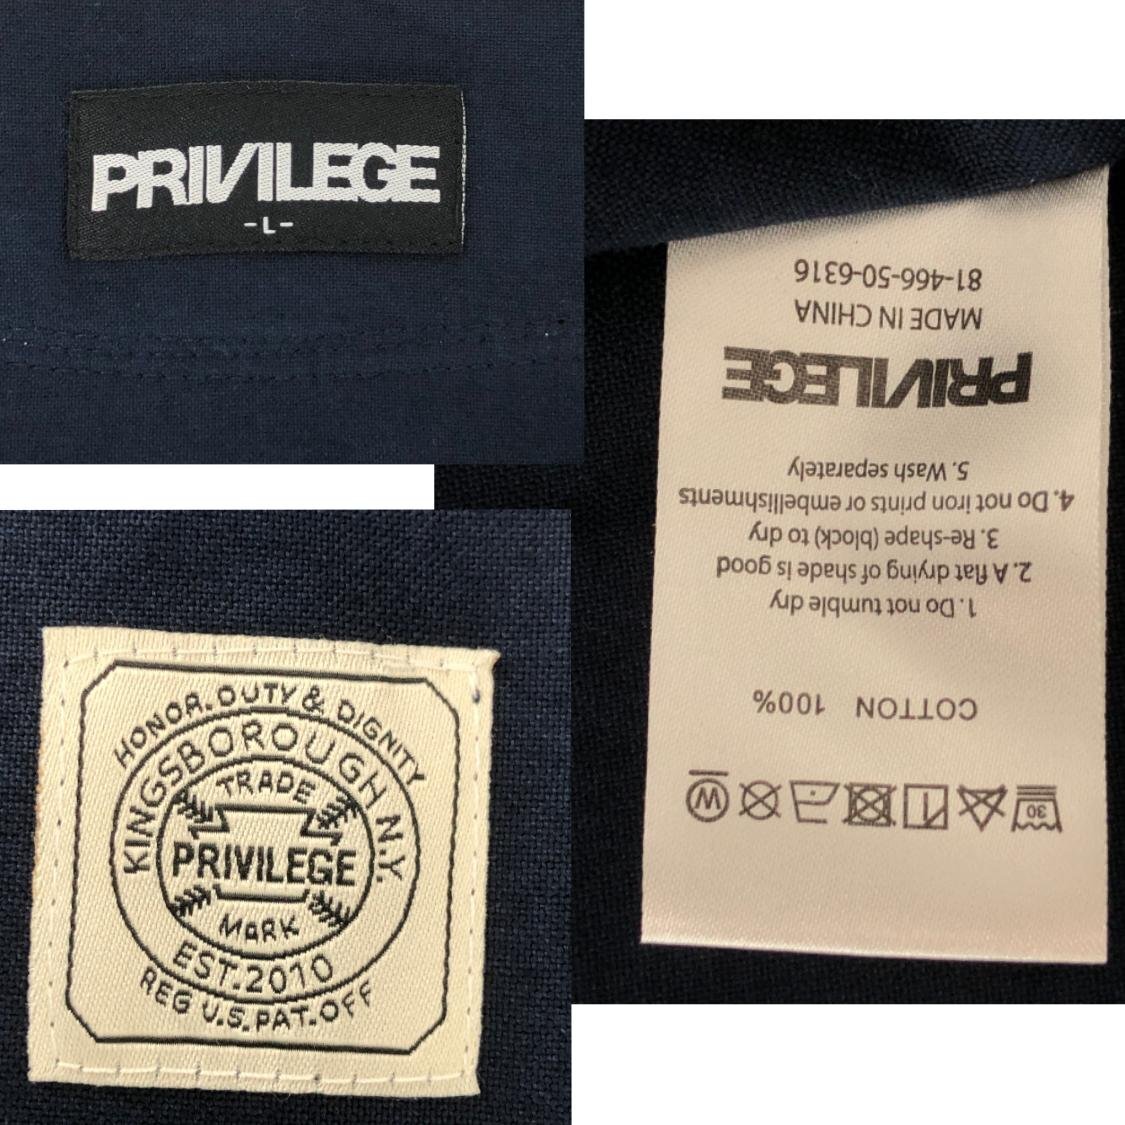 PRIVILEGE
-L-
HONOR. DUTY & DIGNITY
KINGSBOROUGH N.Y.
TRADE
PRIVILEGE
MARK
EST.2010
REG U.S.PAT.OFF
30
W
COTTON 100%
1. Do not tumble dry
2. A flat drying of shade is good
3. Re-shape (block) to dry
4. Do not iron prints or embellishments
5. Wash separately
PRIVILEGE
MADE IN CHINA
81-466-50-6316